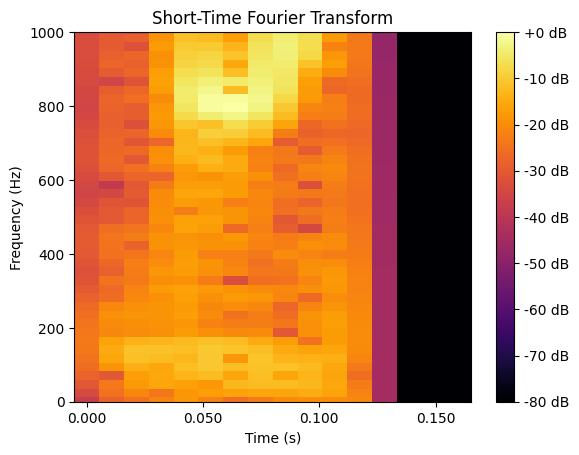 Short-Time Fourier Transform
1000
800
600
400
200
0
Frequency (Hz)
0.000
0.050
0.100
0.150
Time (s)
+0 dB
-10 dB
-20 dB
-30 dB
-40 dB
-50 dB
-60 dB
-70 dB
-80 dB